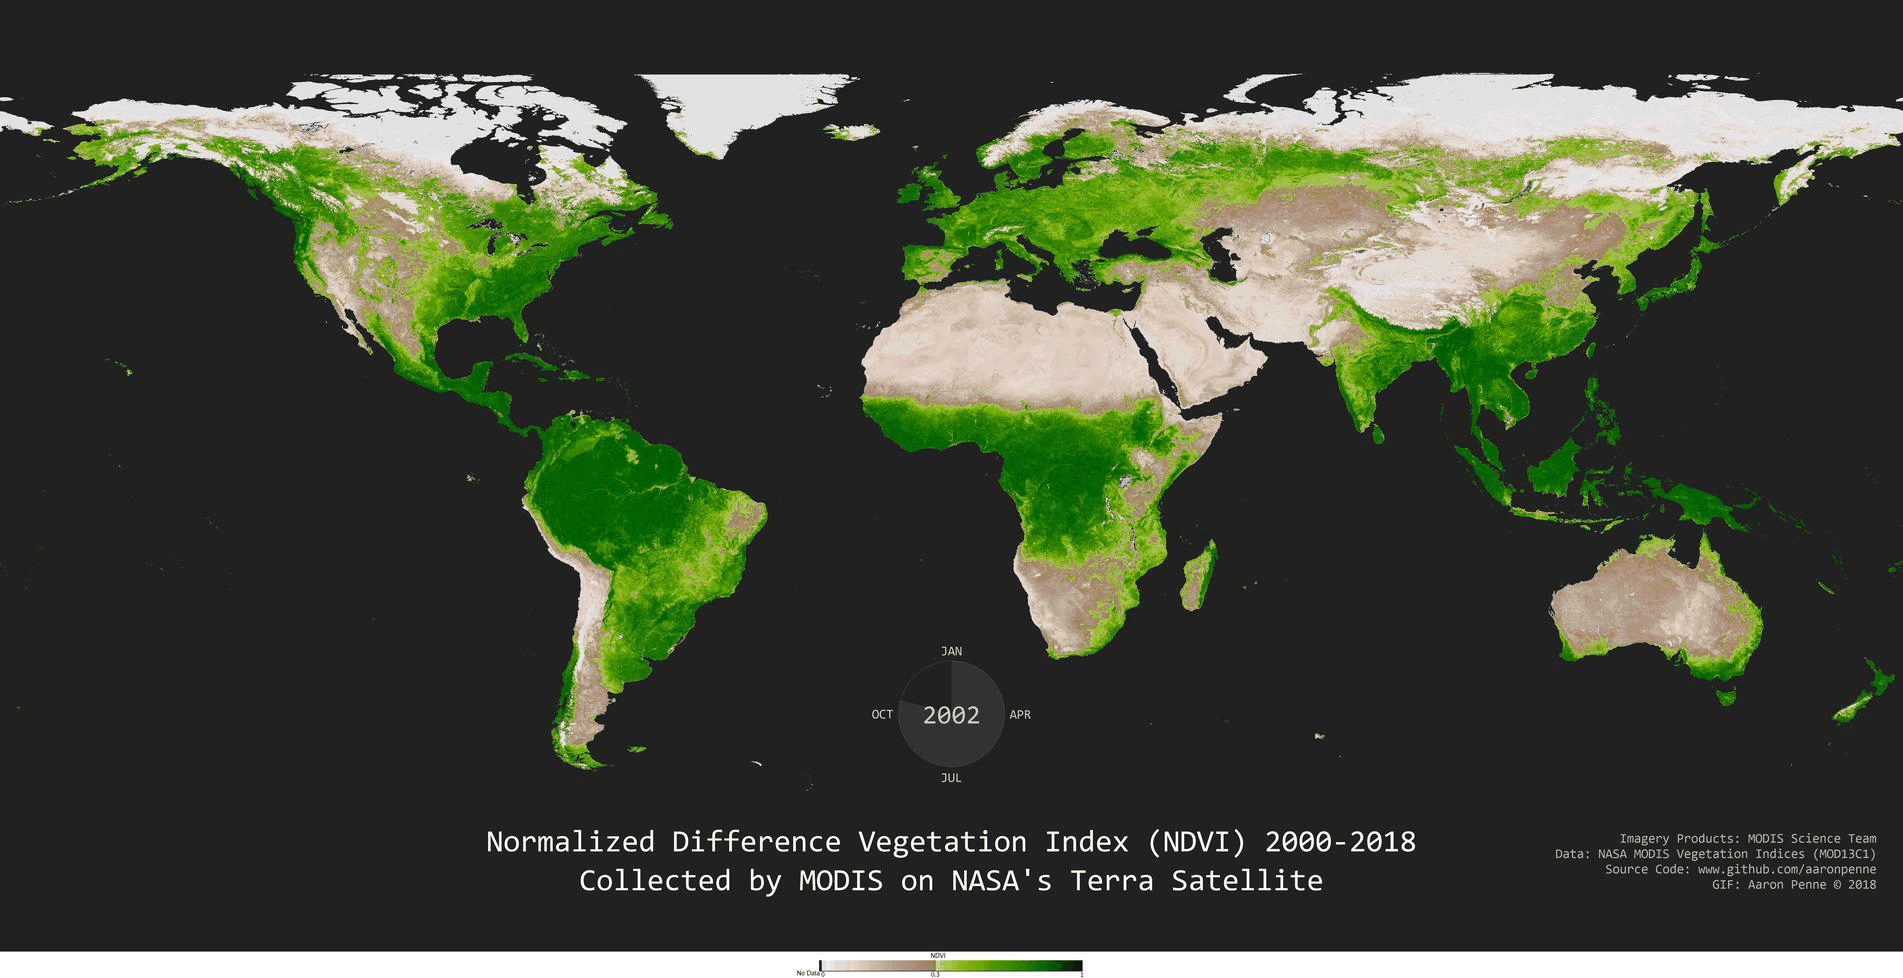 JAN
OCT 2002 APR
JUL
Normalized Difference Vegetation Index (NDVI) 2000-2018
Collected by MODIS on NASA's Terra Satellite
Imagery Products: MODIS Science Team
Data: NASA MODIS Vegetation Indices (MOD13C1)
Source Code: www.github.com/aaronpenne
GIF: Aaron Penne © 2018
NDVI
No Data 0 0.3 1